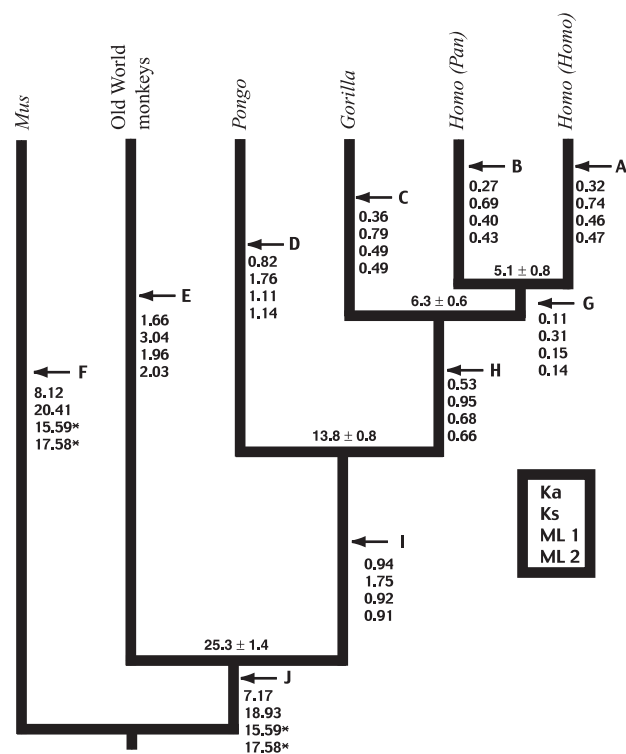 Mus
Old World
monkeys
Pongo
Gorilla
Homo (Pan)
Homo (Homo)
A
0.32
0.74
0.46
0.47
B
0.27
0.69
0.40
0.43
C
0.36
0.79
0.49
0.49
D
0.82
1.76
1.11
1.14
E
1.66
3.04
1.96
2.03
F
8.12
20.41
15.59*
17.58*
5.1 ± 0.8
G
0.11
0.31
0.15
0.14
6.3 ± 0.6
H
0.53
0.95
0.68
0.66
13.8 ± 0.8
I
0.94
1.75
0.92
0.91
25.3 ± 1.4
J
7.17
18.93
15.59*
17.58*
Ka
Ks
ML 1
ML 2